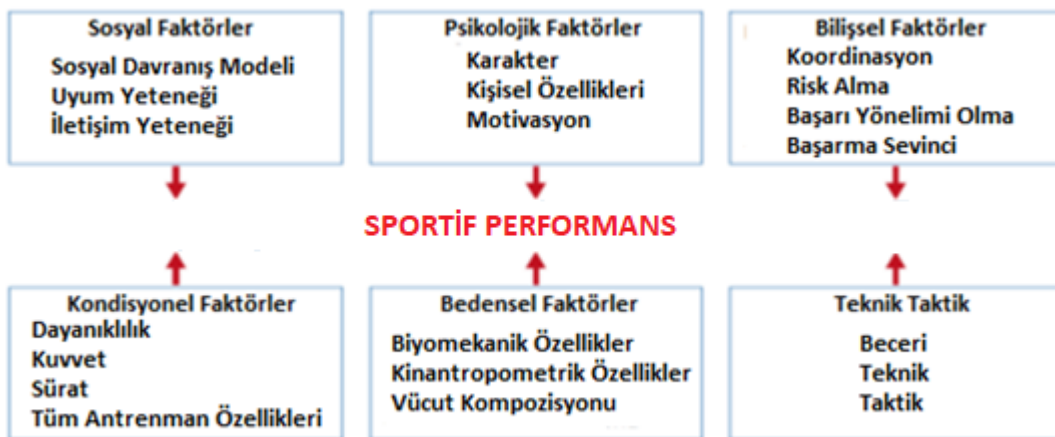 Sosyal Faktörler
Sosyal Davranış Modeli
Uyum Yeteneği
İletişim Yeteneği
Psikolojik Faktörler
Karakter
Kişisel Özellikleri
Motivasyon
Bilişsel Faktörler
Koordinasyon
Risk Alma
Başarı Yönelimi Olma
Başarma Sevinci
SPORTİF PERFORMANS
Kondisyonel Faktörler
Dayanıklılık
Kuvvet
Sürat
Tüm Antrenman Özellikleri
Bedensel Faktörler
Biyomekanik Özellikler
Kinantropometrik Özellikler
Vücut Kompozisyonu
Teknik Taktik
Beceri
Teknik
Taktik